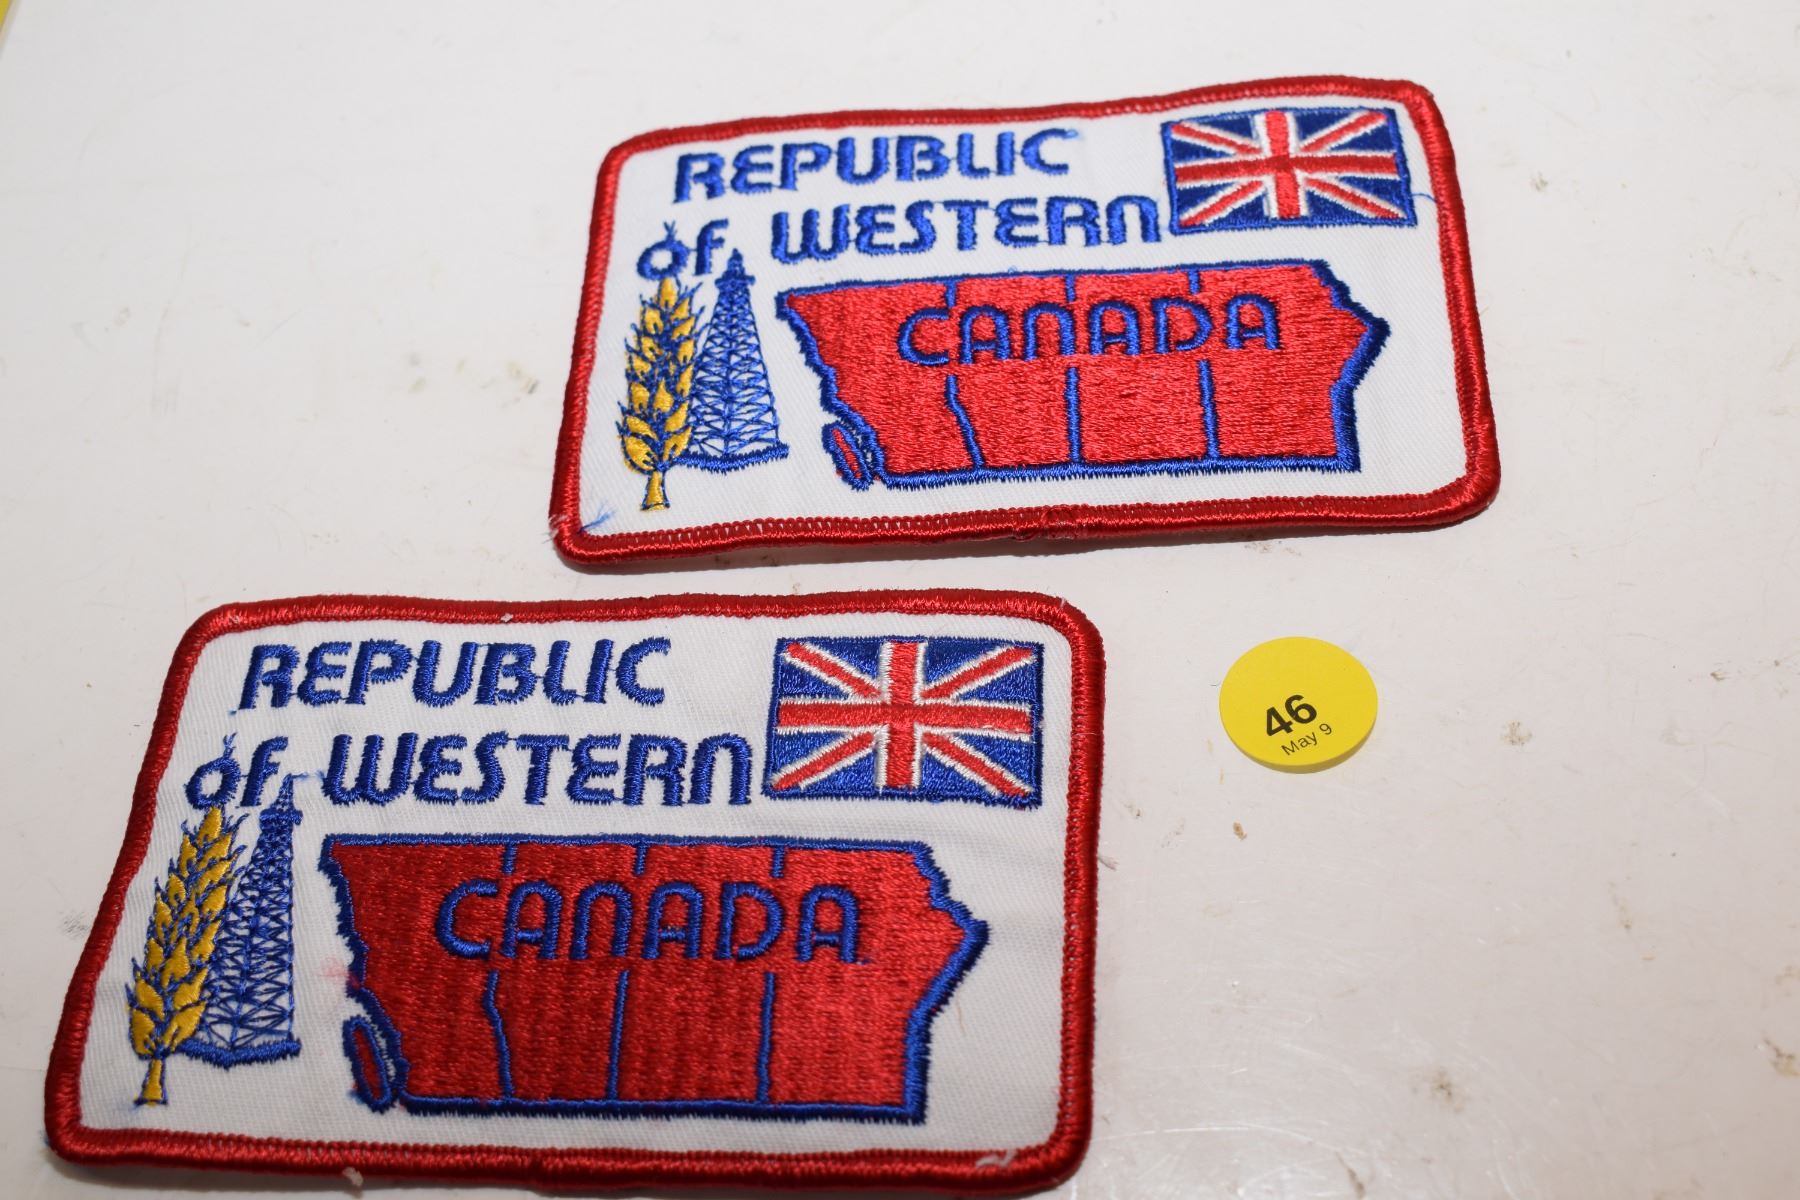 REPUBLIC
of WESTERN
CANADA
REPUBLIC
of WESTERN
CANADA
46
May 9